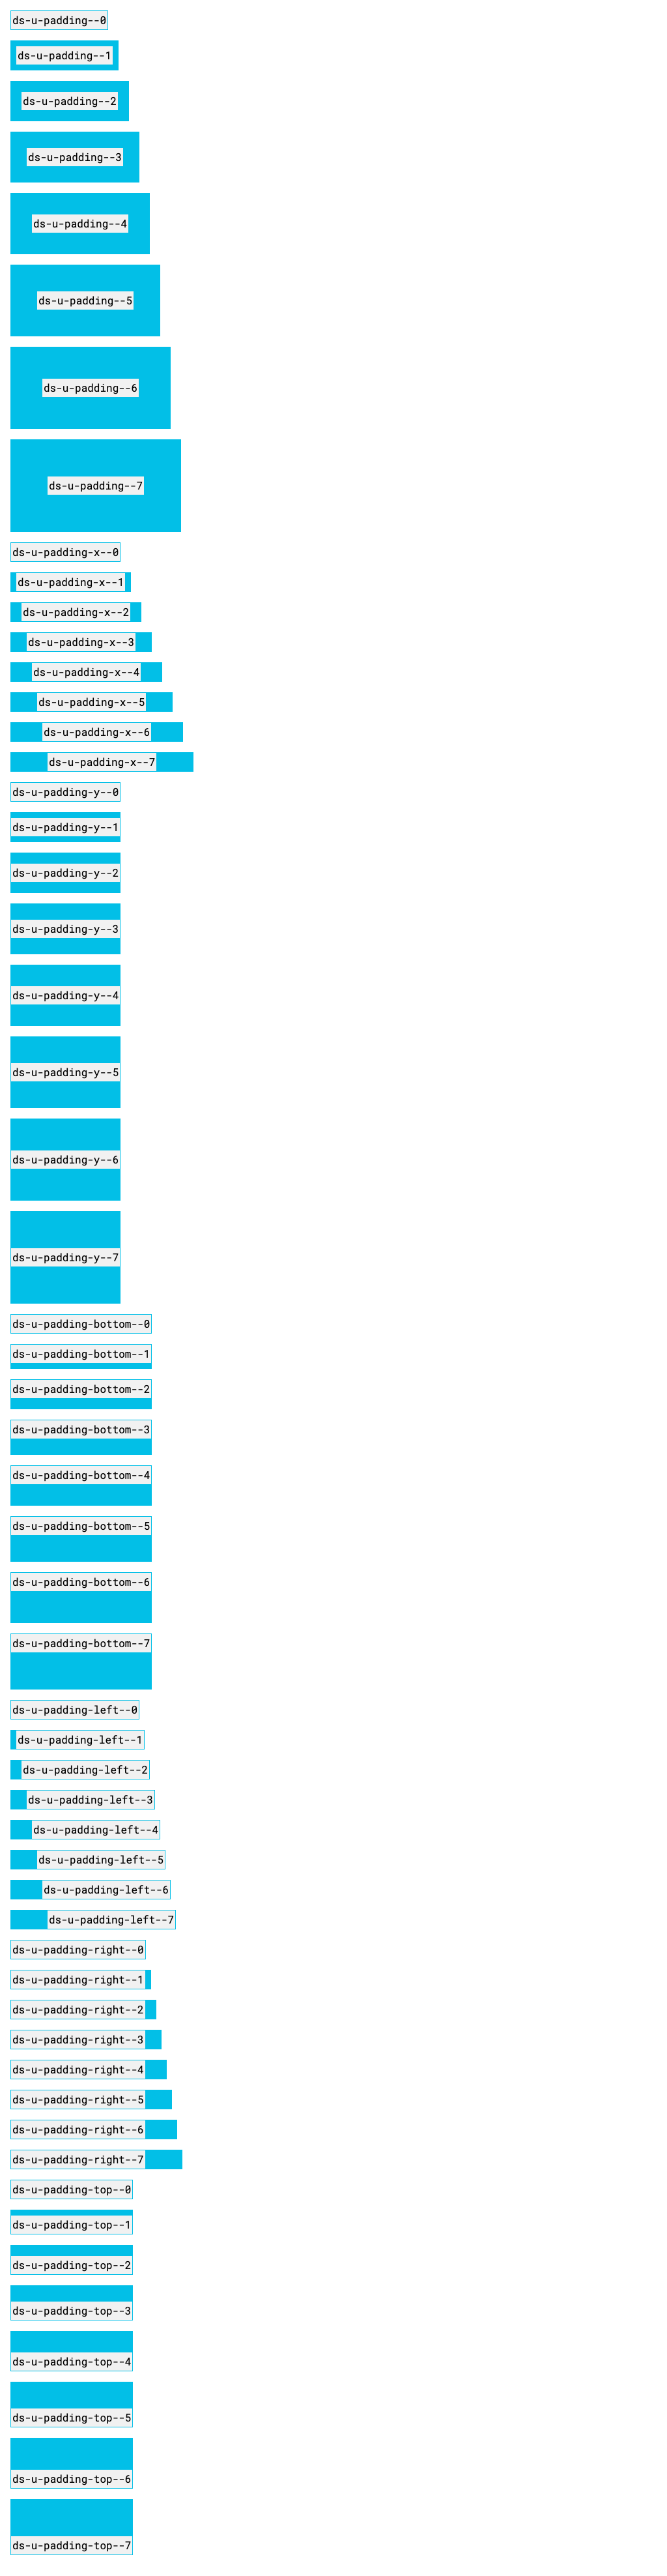 ds-u-padding--0
ds-u-padding--1
ds-u-padding--2
ds-u-padding--3
ds-u-padding--4
ds-u-padding--5
ds-u-padding--6
ds-u-padding--7
ds-u-padding-x--0
ds-u-padding-x--1
ds-u-padding-x--2
ds-u-padding-x--3
ds-u-padding-x--4
ds-u-padding-x--5
ds-u-padding-x--6
ds-u-padding-x--7
ds-u-padding-y--0
ds-u-padding-y--1
ds-u-padding-y--2
ds-u-padding-y--3
ds-u-padding-y--4
ds-u-padding-y--5
ds-u-padding-y--6
ds-u-padding-y--7
ds-u-padding-bottom--0
ds-u-padding-bottom--1
ds-u-padding-bottom--2
ds-u-padding-bottom--3
ds-u-padding-bottom--4
ds-u-padding-bottom--5
ds-u-padding-bottom--6
ds-u-padding-bottom--7
ds-u-padding-left--0
ds-u-padding-left--1
ds-u-padding-left--2
ds-u-padding-left--3
ds-u-padding-left--4
ds-u-padding-left--5
ds-u-padding-left--6
ds-u-padding-left--7
ds-u-padding-right--0
ds-u-padding-right--1
ds-u-padding-right--2
ds-u-padding-right--3
ds-u-padding-right--4
ds-u-padding-right--5
ds-u-padding-right--6
ds-u-padding-right--7
ds-u-padding-top--0
ds-u-padding-top--1
ds-u-padding-top--2
ds-u-padding-top--3
ds-u-padding-top--4
ds-u-padding-top--5
ds-u-padding-top--6
ds-u-padding-top--7